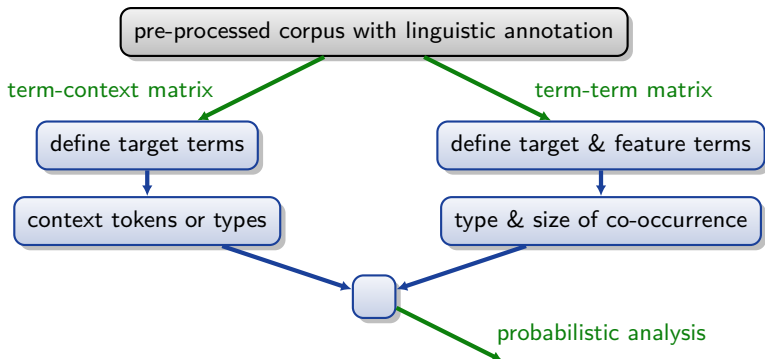 pre-processed corpus with linguistic annotation
term-context matrix
term-term matrix
define target terms
define target & feature terms
context tokens or types
type & size of co-occurrence
probabilistic analysis